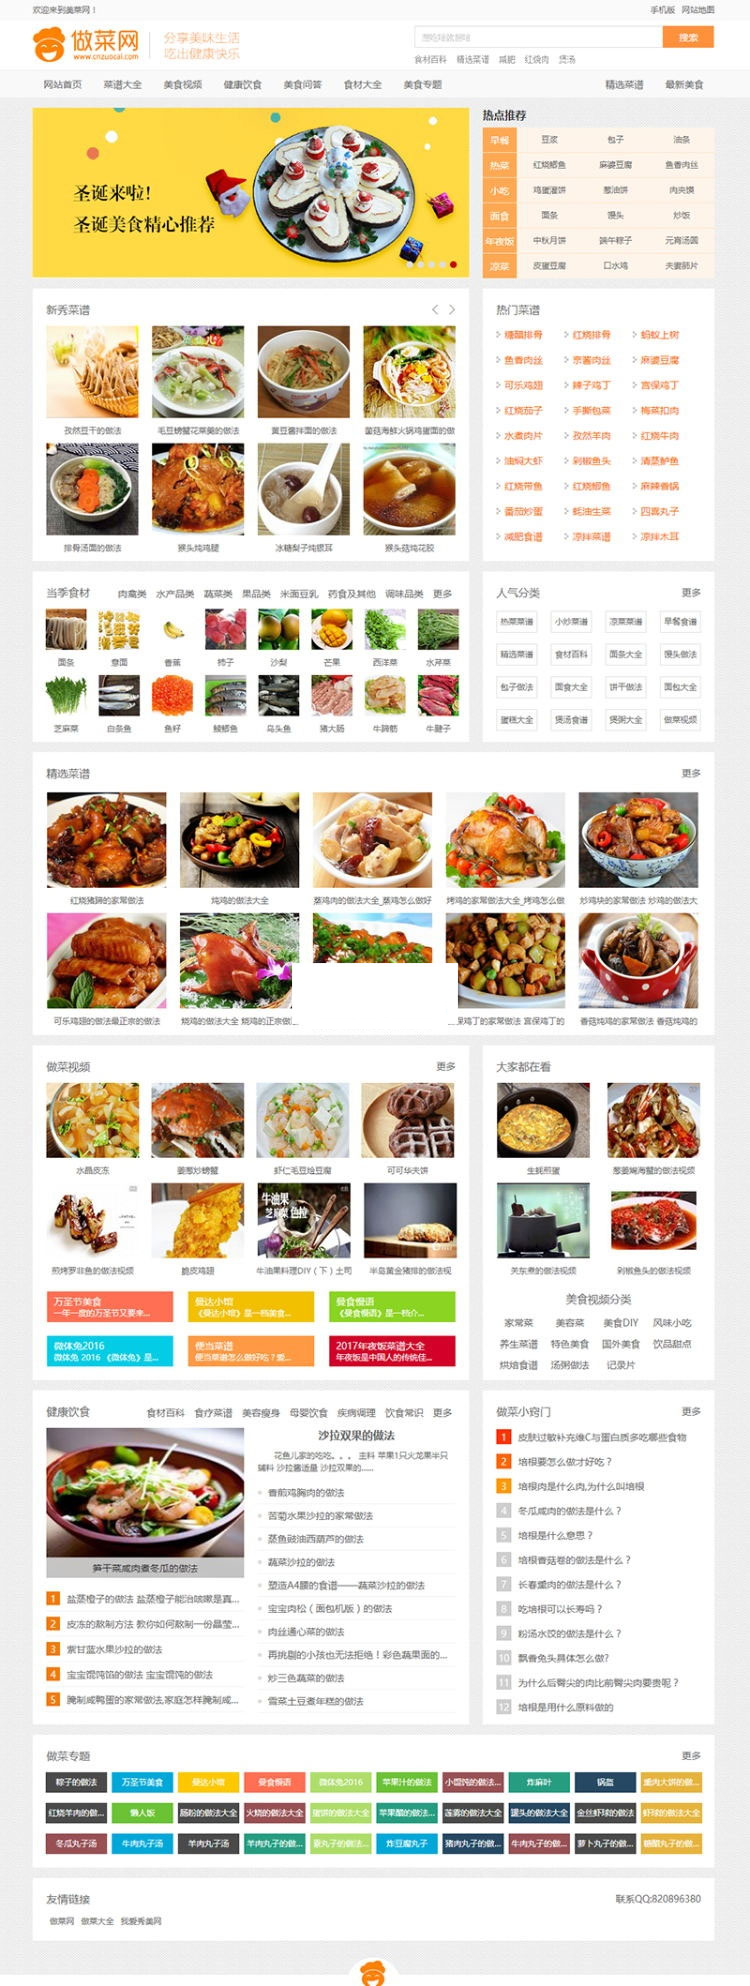 欢迎来到美菜网！ 手机版 网站地图
做菜网 分享美味生活
www.cnzuocai.com 吃出健康快乐
搜索
食材百科 精选菜谱 减肥 红烧肉 煲汤
网站首页 菜谱大全 美食视频 健康饮食 美食问答 食材大全 美食专题 精选菜谱 最新美食
圣诞来啦!
圣诞美食精心推荐
热点推荐
早餐 豆浆 包子 油条
热菜 红烧鲫鱼 麻婆豆腐 鱼香肉丝
小吃 鸡蛋灌饼 葱油饼 肉夹馍
面食 面条 馒头 炒饭
年夜饭 中秋月饼 端午粽子 元宵汤圆
凉菜 皮蛋豆腐 口水鸡 夫妻肺片
新秀菜谱
孜然豆干的做法 毛豆螃蟹花菜羹的做法 黄豆酱拌面的做法 菌菇海鲜火锅鸡蛋面的做
排骨汤面的做法 猴头炖鸡腿 冰糖梨子炖银耳 猴头菇炖花胶
热门菜谱
糖醋排骨 红烧排骨 蚂蚁上树
鱼香肉丝 京酱肉丝 麻婆豆腐
可乐鸡翅 辣子鸡丁 宫保鸡丁
红烧茄子 手撕包菜 梅菜扣肉
水煮肉片 孜然羊肉 红烧牛肉
油焖大虾 剁椒鱼头 清蒸鲈鱼
红烧带鱼 红烧鲫鱼 麻辣香锅
番茄炒蛋 蚝油生菜 四喜丸子
减肥食谱 凉拌菜谱 凉拌木耳
当季食材 肉禽类 水产品类 蔬菜类 果品类 米面豆乳 药食及其他 调味品类 更多
面条 意面 香蕉 柿子 沙梨 芒果 西洋菜 水芹菜
芝麻菜 白条鱼 鱼籽 鲮鲫鱼 乌头鱼 猪大肠 牛蹄筋 牛腱子
人气分类 更多
热菜菜谱 小炒菜谱 凉菜菜谱 早餐食谱
精选菜谱 食材百科 面条大全 馒头做法
包子做法 面食大全 饼干做法 面包大全
蛋糕大全 煲汤食谱 煲粥大全 做菜视频
精选菜谱 更多
红烧猪蹄的家常做法 炖鸡的做法大全 蒸鸡肉的做法大全_蒸鸡怎么做好 烤鸡的家常做法大全_烤鸡怎么做 炒鸡块的家常做法 炒鸡的做法大
可乐鸡翅的做法最正宗的做法 烧鸡的做法大全 烧鸡的正宗做 保鸡丁的家常做法 宫保鸡丁的 香菇炖鸡的家常做法 香菇炖鸡的
做菜视频 更多
水晶皮冻 姜葱炒螃蟹 虾仁毛豆烩豆腐 可可华夫饼
牛油果
煎烤罗非鱼的做法视频 脆皮鸡翅 牛油果料理DIY（下）土司 半岛黄金猪排的做法视
万圣节美食 曼达小馆 曼食慢语
一年一度的万圣节又要来... 《曼达小馆》是一档美食... 《曼食慢语》是一档介...
微体兔2016 便当菜谱 2017年夜饭菜谱大全
微体兔 2016 《微体兔》是... 便当菜谱怎么做好吃？爱... 年夜饭是中国人的传统佳...
大家都在看
生蚝煎蛋 葱姜焗海蟹的做法视频
关东煮的做法视频 剁椒鱼头的做法视频
美食视频分类
家常菜 美容菜 美食DIY 风味小吃
养生菜谱 特色美食 国外美食 饮品甜点
烘焙食谱 汤粥做法 记录片
健康饮食 食材百科 食疗菜谱 美容瘦身 母婴饮食 疾病调理 饮食常识 更多
笋干菜咸肉煮冬瓜的做法
1 盐蒸橙子的做法 盐蒸橙子能治咳嗽是真...
2 皮冻的熬制方法 教你如何熬制一份晶莹...
3 紫甘蓝水果沙拉的做法
4 宝宝馄饨馅的做法 宝宝馄饨的做法
5 腌制咸鸭蛋的家常做法,家庭怎样腌制咸...
沙拉双果的做法
花鱼儿家的吃吃。。。 主料 苹果1只火龙果半只
辅料 沙拉酱适量 沙拉双果的.....
香煎鸡胸肉的做法
苦菊水果沙拉的家常做法
蒸鱼豉油西葫芦的做法
蔬菜沙拉的做法
塑造A4腰的食谱——蔬菜沙拉的做法
宝宝肉松（面包机版）的做法
肉丝通心菜的做法
再挑剔的小孩也无法拒绝！彩色蔬果面的...
炒三色蔬菜的做法
雪菜土豆煮年糕的做法
做菜小窍门 更多
1 皮肤过敏补充维C与蛋白质多吃哪些食物
2 培根要怎么做才好吃？
3 培根肉是什么肉,为什么叫培根
4 冬瓜咸肉的做法是什么？
5 培根是什么意思？
6 培根香菇卷的做法是什么？
7 长春熏肉的做法是什么？
8 吃培根可以长寿吗？
9 粉汤水饺的做法是什么？
10 飘香兔头具体怎么做?
11 为什么后臀尖的肉比前臀尖肉要贵呢？
12 培根是用什么原料做的
做菜专题 更多
粽子的做法 万圣节美食 曼达小馆 曼食慢语 微体兔2016 苹果汁的做法 小馄饨的做法... 炸麻叶 锅盔 熏肉大饼的做...
红烧羊肉的做... 懒人饭 肠粉的做法大全 火烧的做法大全 蛋饼的做法大全 苹果醋的做法... 莲雾的做法大全 罐头的做法大全 金丝虾球的做法 虾球的做法大全
冬瓜丸子汤 牛肉丸子汤 羊肉丸子汤 羊肉丸子的做... 藕丸子的做法... 炸豆腐丸子 猪肉丸子的做... 牛肉丸子的做... 萝卜丸子的做... 糖醋丸子的做...
友情链接 联系QQ:820896380
做菜网 做菜大全 我爱秀美网